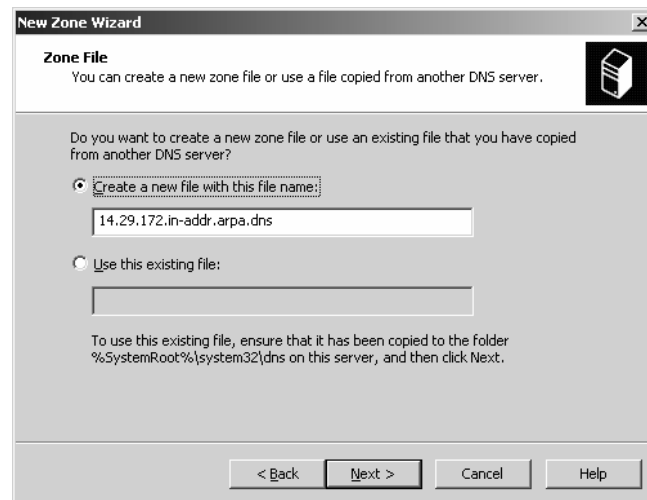 New Zone Wizard
Zone File
You can create a new zone file or use a file copied from another DNS server.
Do you want to create a new zone file or use an existing file that you have copied
from another DNS server?
Create a new file with this file name:
14.29.172.in-addr.arpa.dns
Use this existing file:
To use this existing file, ensure that it has been copied to the folder
%SystemRoot%\system32\dns on this server, and then click Next.
< Back Next > Cancel Help